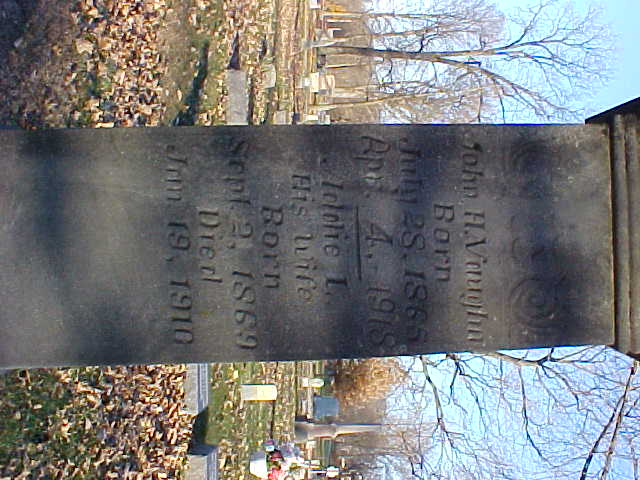 John H. Vaughn
Born
July 28, 1865
Apr. 4, 1918
Addie L.
His Wife
Born
Sept. 2, 1869
Died
Jan. 19, 1910